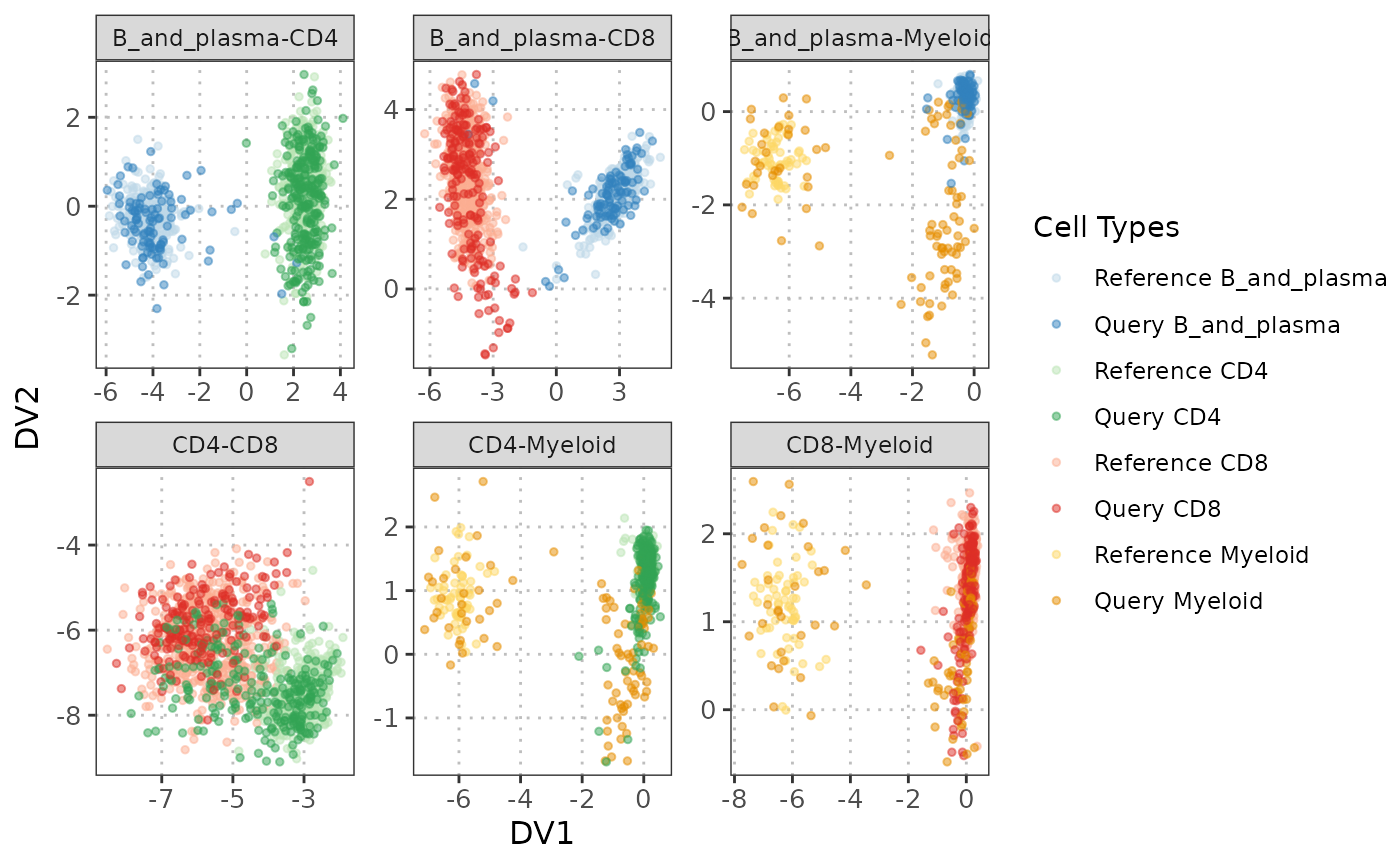 B_and_plasma-CD4
B_and_plasma-CD8
B_and_plasma-Myeloid
2
0
-2
-6 -4 -2 0 2 4
4
2
0
-6 -3 0 3
0
-2
-4
-6 -4 -2 0
DV2
CD4-CD8
CD4-Myeloid
CD8-Myeloid
-4
-6
-8
-7 -5 -3
2
1
0
-1
-6 -4 -2 0
2
1
0
-8 -6 -4 -2 0
DV1
Cell Types
Reference B_and_plasma
Query B_and_plasma
Reference CD4
Query CD4
Reference CD8
Query CD8
Reference Myeloid
Query Myeloid